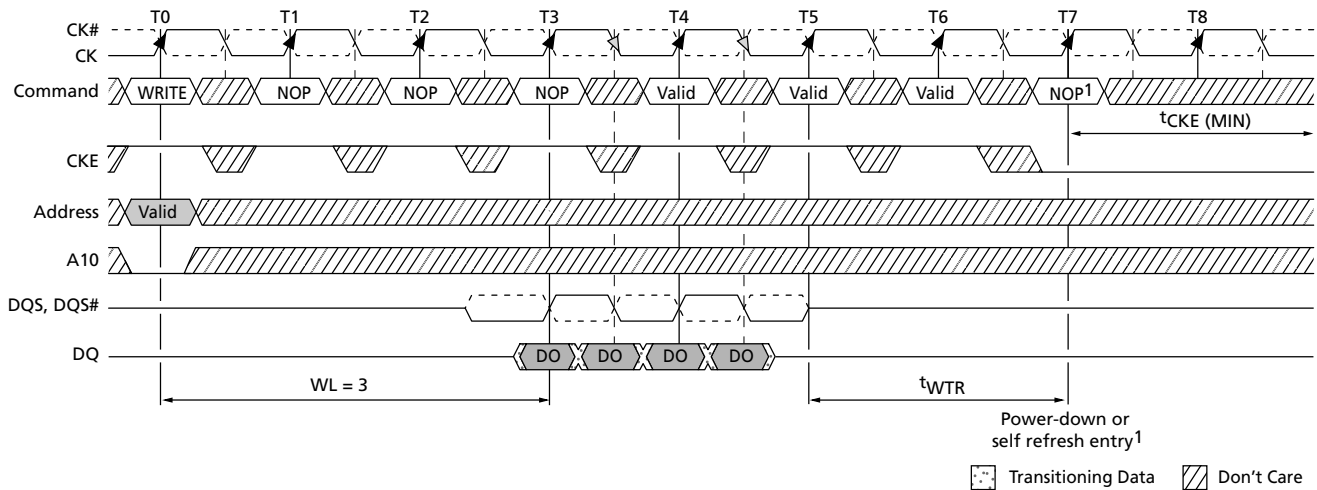 T0 T1 T2 T3 T4 T5 T6 T7 T8
CK#
CK
Command WRITE NOP NOP NOP Valid Valid Valid NOP1
tCKE (MIN)
CKE
Address Valid
A10
DQS, DQS#
DQ DO DO DO DO
WL = 3 tWTR
Power-down or
self refresh entry1
Transitioning Data Don't Care